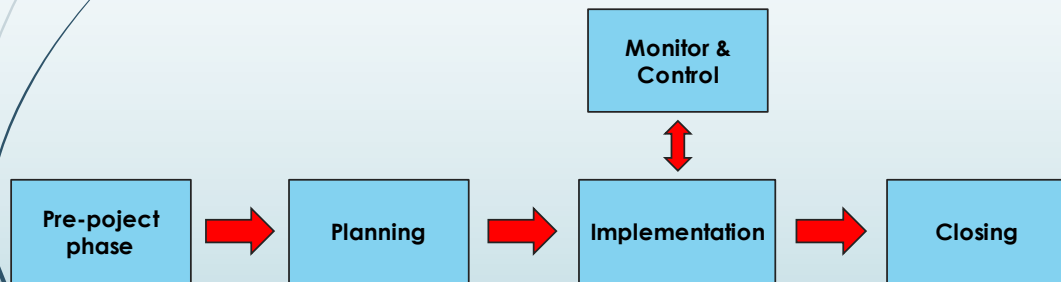 Monitor &
Control
Pre-poject
phase
Planning
Implementation
Closing